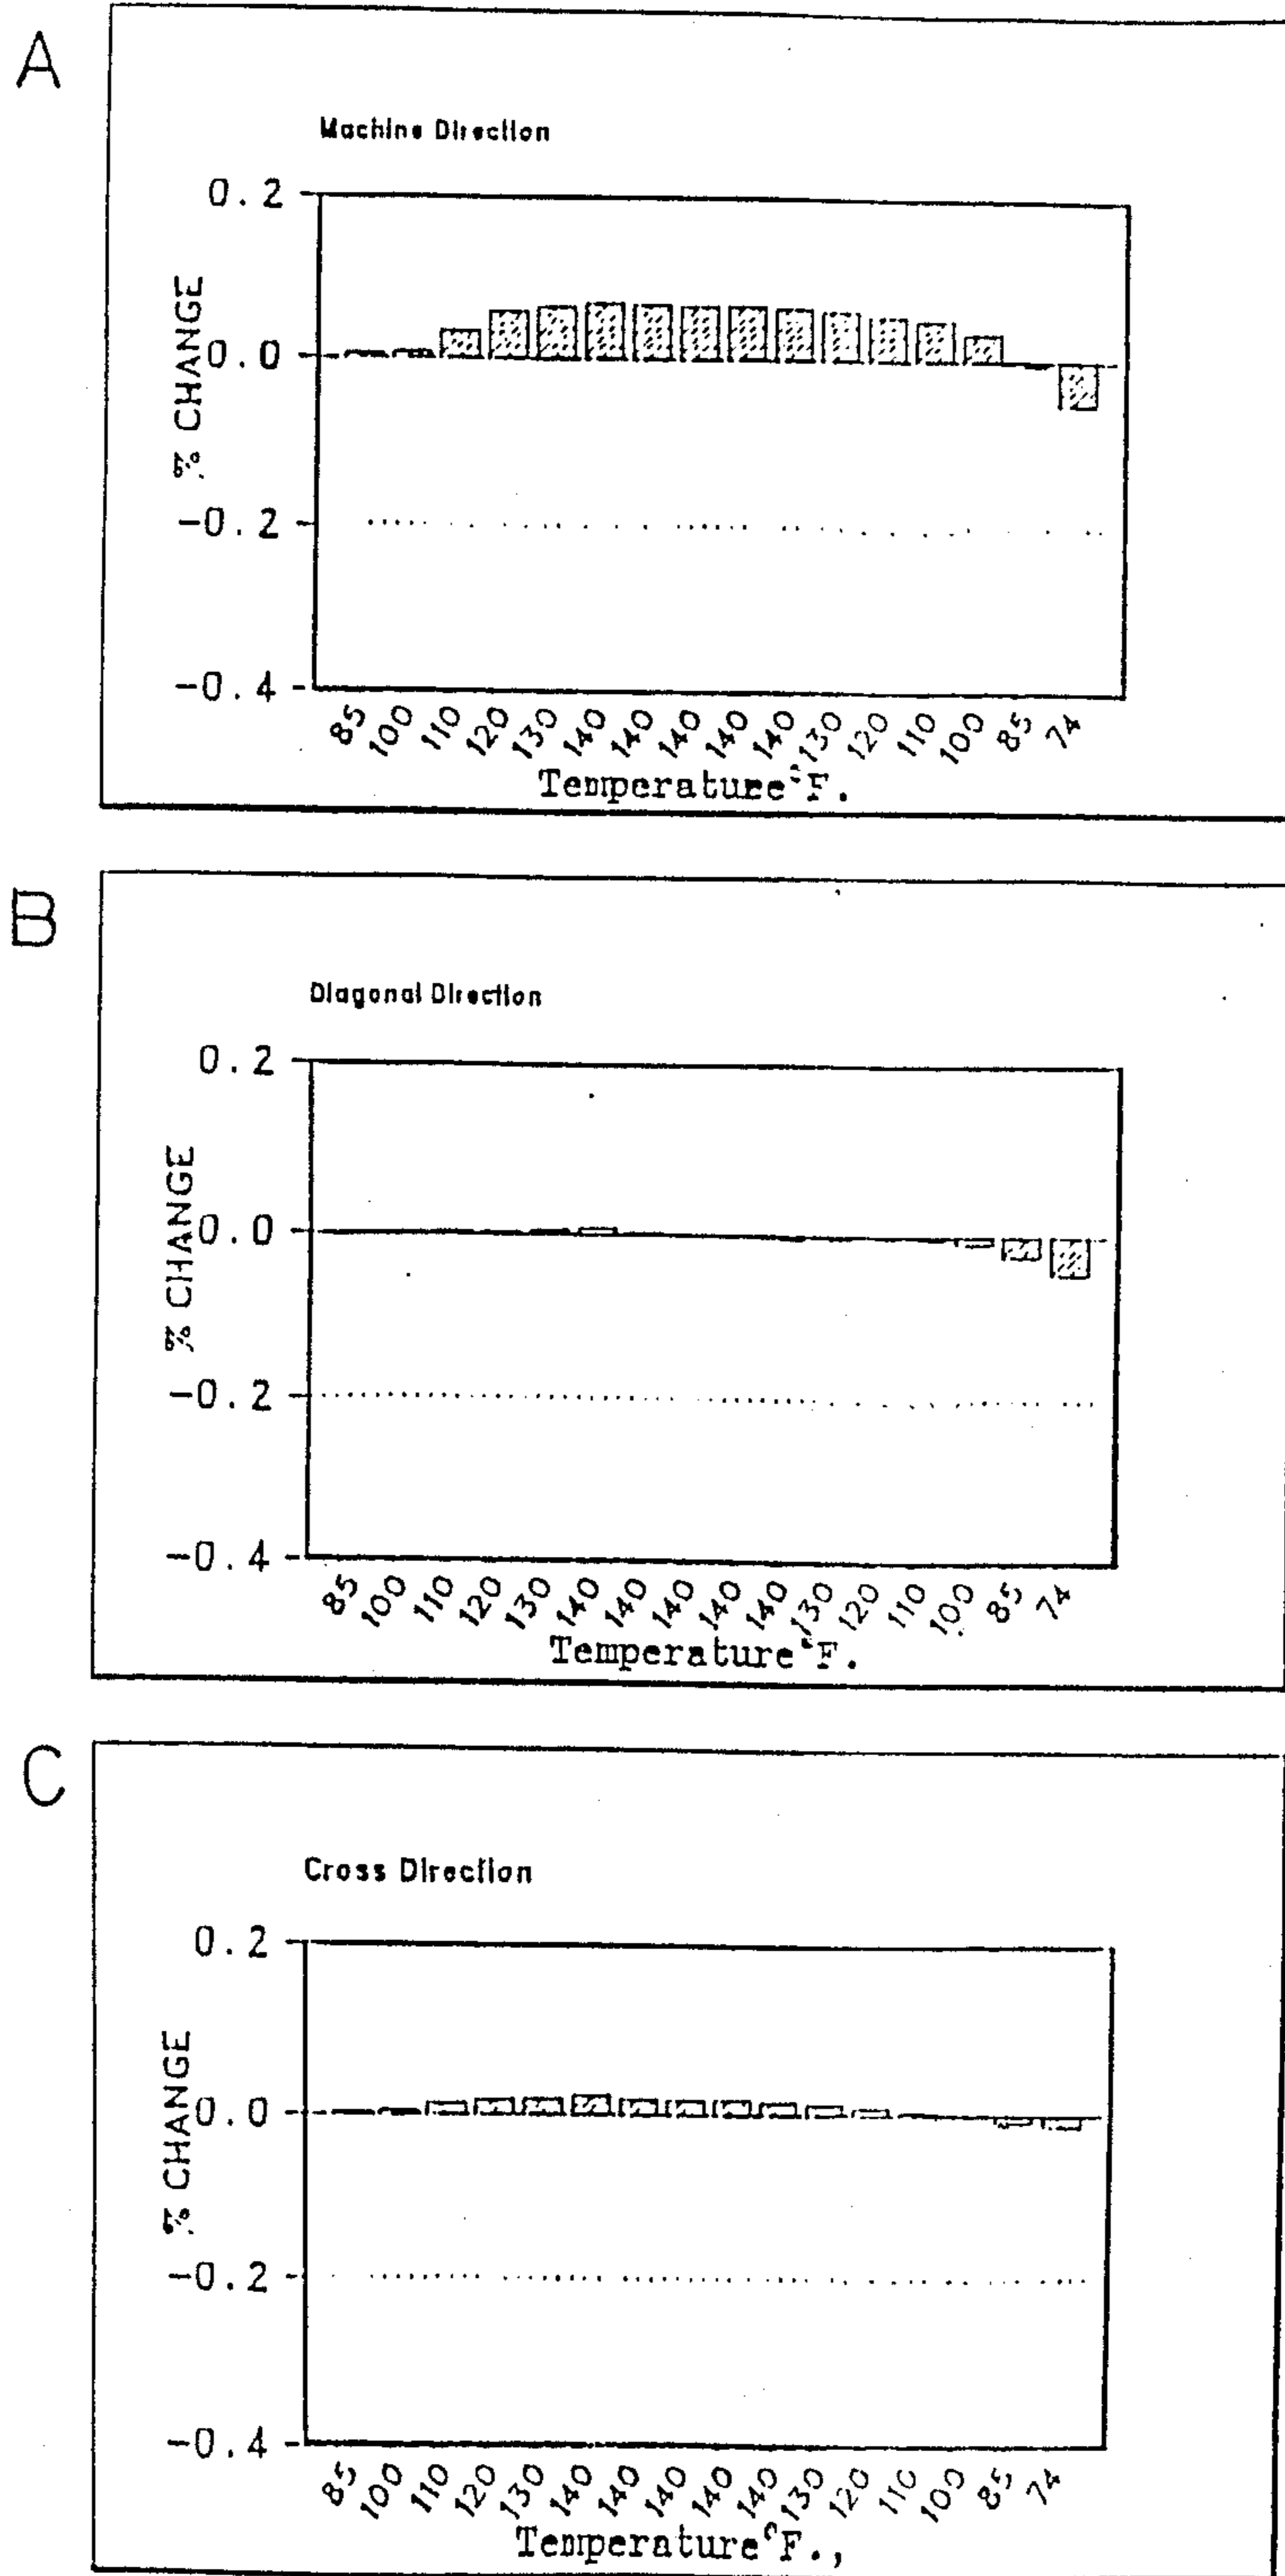 A
Machine Direction
0.2
0.0
-0.2
-0.4
% CHANGE
85 100 110 120 130 140 140 140 140 140 130 120 110 100 85 74
Temperature°F.
B
Diagonal Direction
0.2
0.0
-0.2
-0.4
% CHANGE
85 100 110 120 130 140 140 140 140 140 130 120 110 100 85 74
Temperature°F.
C
Cross Direction
0.2
0.0
-0.2
-0.4
% CHANGE
85 100 110 120 130 140 140 140 140 140 130 120 110 100 85 74
Temperature°F.,